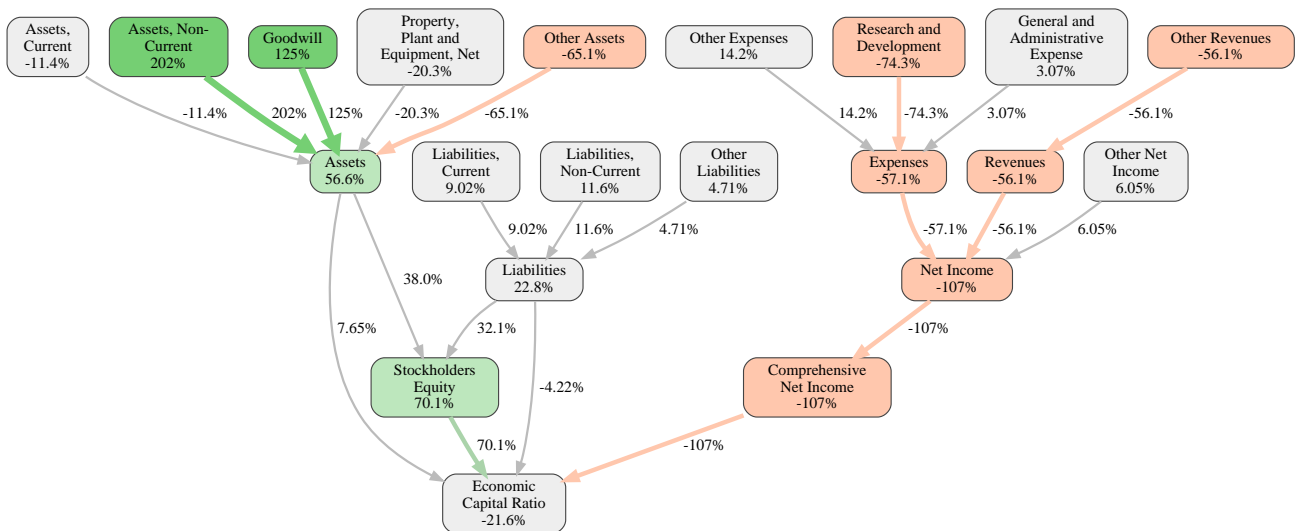 Assets,
Current
-11.4%
Assets, Non-
Current
202%
Goodwill
125%
Property,
Plant and
Equipment, Net
-20.3%
Other Assets
-65.1%
Other Expenses
14.2%
Research and
Development
-74.3%
General and
Administrative
Expense
3.07%
Other Revenues
-56.1%
-11.4%
202%
125%
-20.3%
-65.1%
14.2%
-74.3%
3.07%
-56.1%
Assets
56.6%
Liabilities,
Current
9.02%
Liabilities,
Non-Current
11.6%
Other
Liabilities
4.71%
Expenses
-57.1%
Revenues
-56.1%
Other Net
Income
6.05%
9.02%
11.6%
4.71%
-57.1%
-56.1%
6.05%
38.0%
Liabilities
22.8%
Net Income
-107%
7.65%
32.1%
-107%
Stockholders
Equity
70.1%
-4.22%
Comprehensive
Net Income
-107%
70.1%
-107%
Economic
Capital Ratio
-21.6%